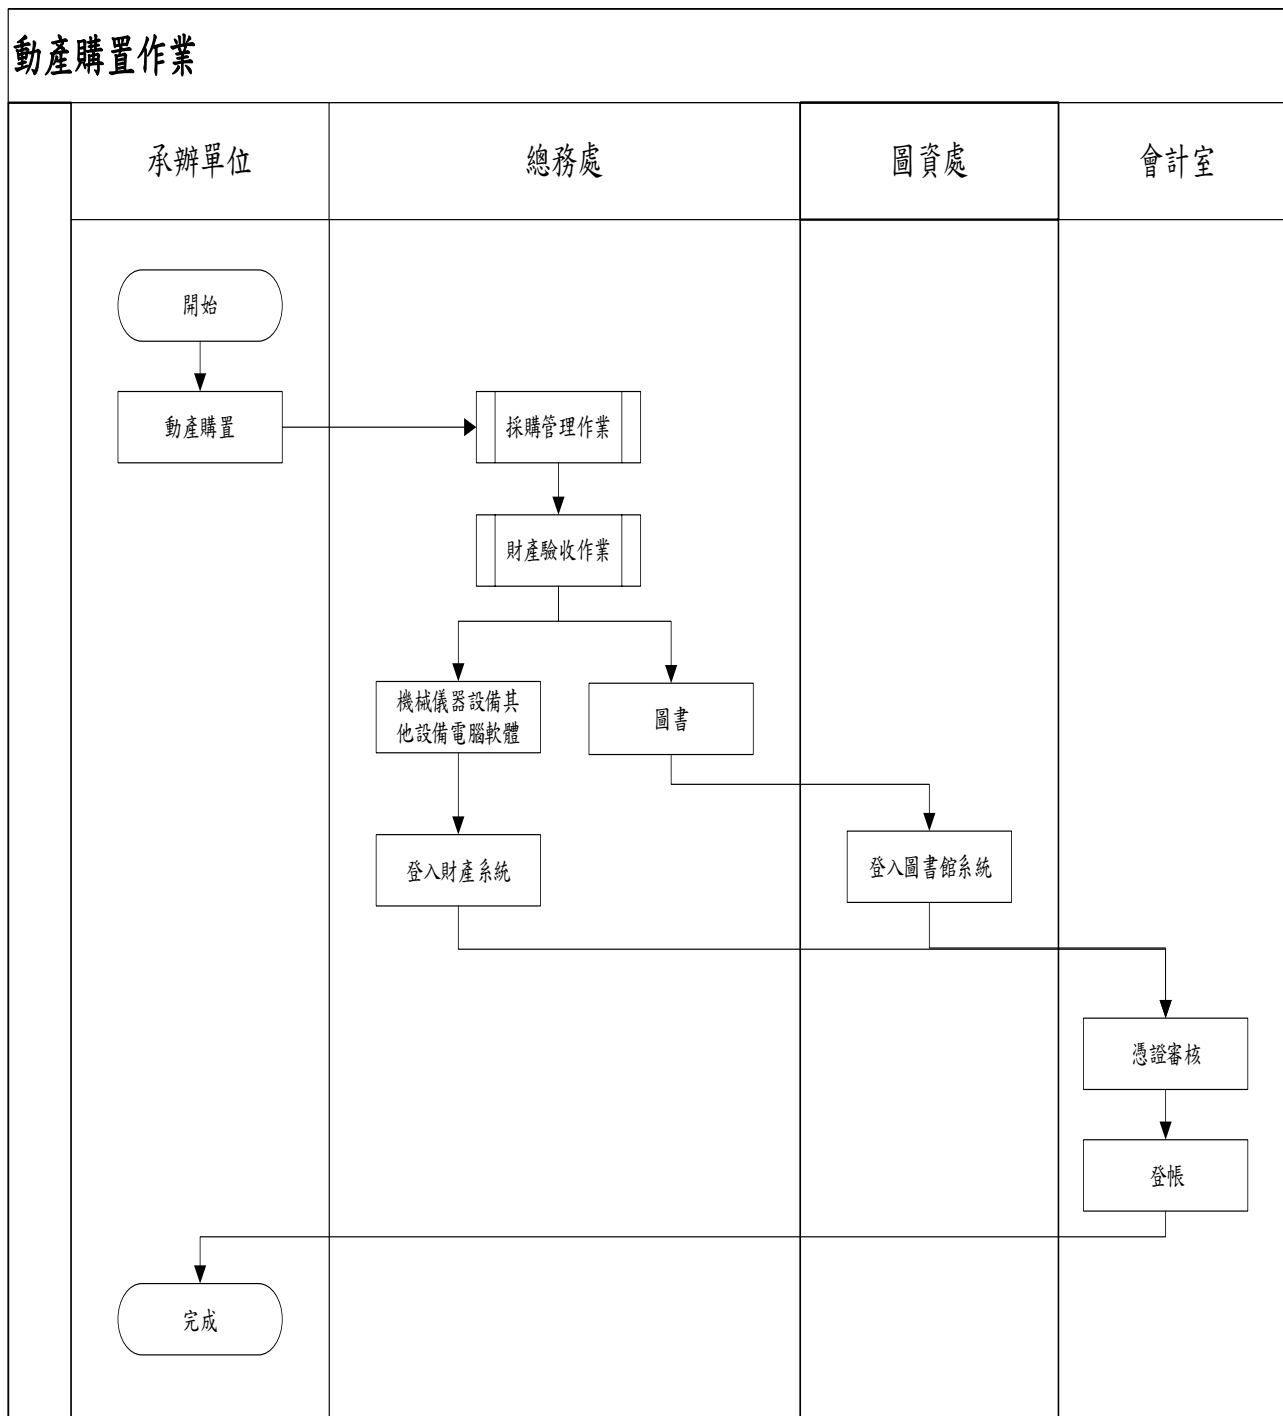 動產購置作業
承辦單位
總務處
圖資處
會計室
開始
動產購置
採購管理作業
財產驗收作業
機械儀器設備其
他設備電腦軟體
圖書
登入財產系統
登入圖書館系統
憑證審核
登帳
完成